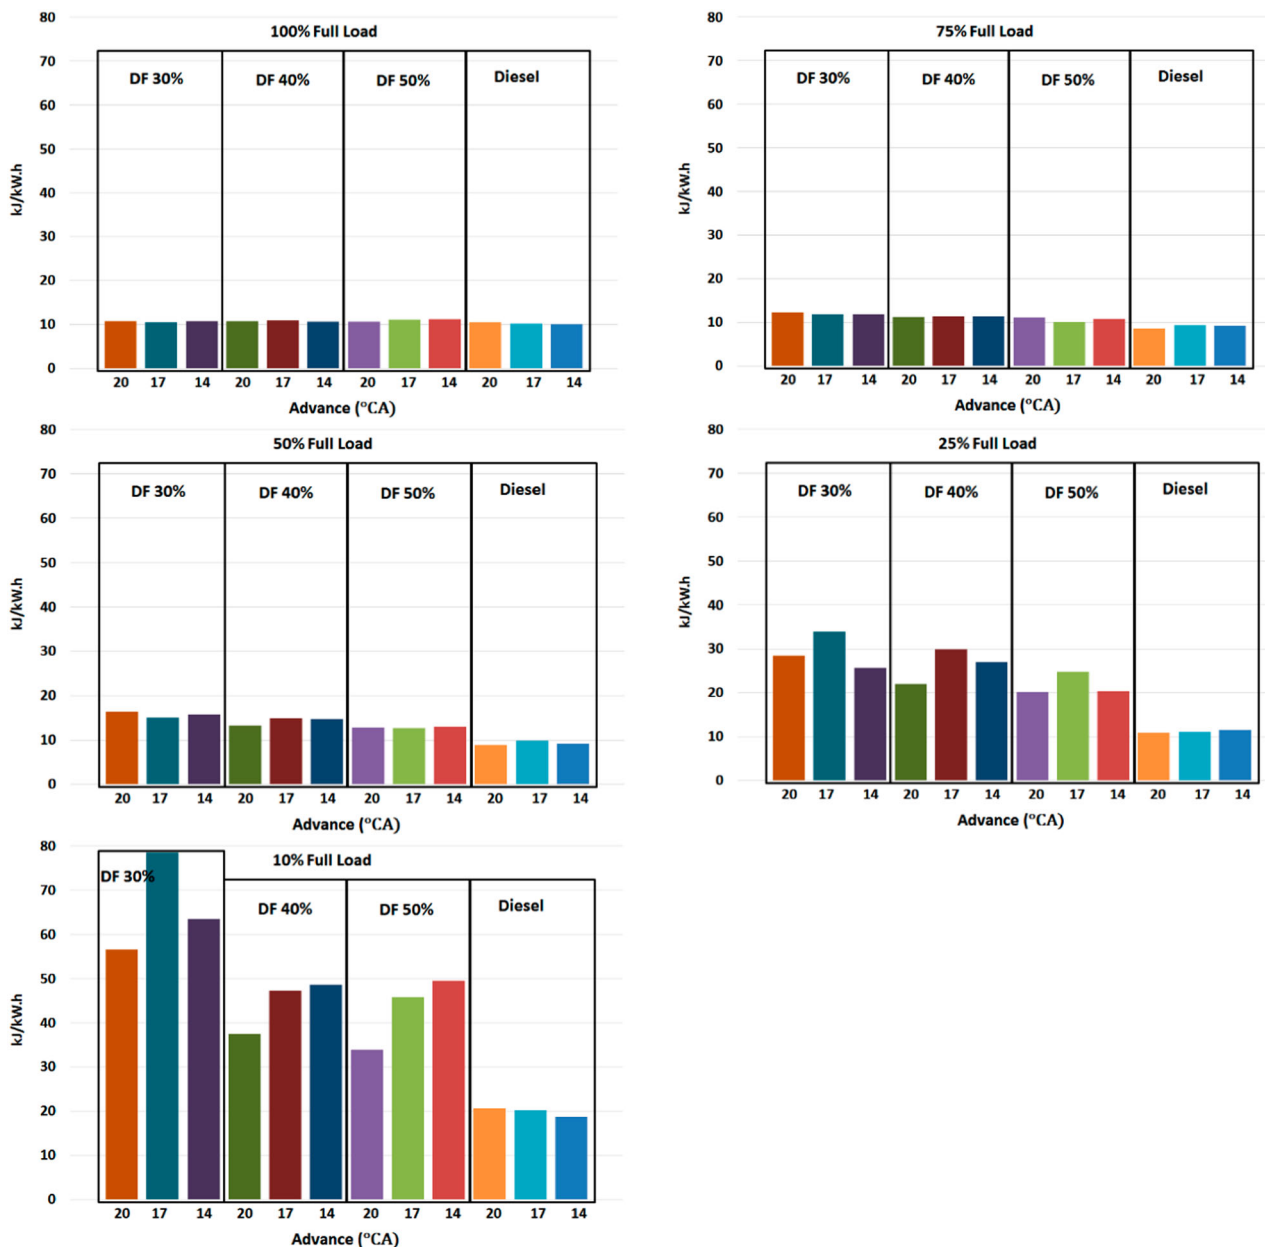 100% Full Load
80
70
60
50
40
30
20
10
0
kJ/kW.h
DF 30% DF 40% DF 50% Diesel
20 17 14 20 17 14 20 17 14 20 17 14
Advance (°CA)
75% Full Load
80
70
60
50
40
30
20
10
0
kJ/kW.h
DF 30% DF 40% DF 50% Diesel
20 17 14 20 17 14 20 17 14 20 17 14
Advance (°CA)
50% Full Load
80
70
60
50
40
30
20
10
0
kJ/kW.h
DF 30% DF 40% DF 50% Diesel
20 17 14 20 17 14 20 17 14 20 17 14
Advance (°CA)
25% Full Load
80
70
60
50
40
30
20
10
0
kJ/kW.h
DF 30% DF 40% DF 50% Diesel
20 17 14 20 17 14 20 17 14 20 17 14
Advance (°CA)
10% Full Load
80
70
60
50
40
30
20
10
0
kJ/kW.h
DF 30% DF 40% DF 50% Diesel
20 17 14 20 17 14 20 17 14 20 17 14
Advance (°CA)